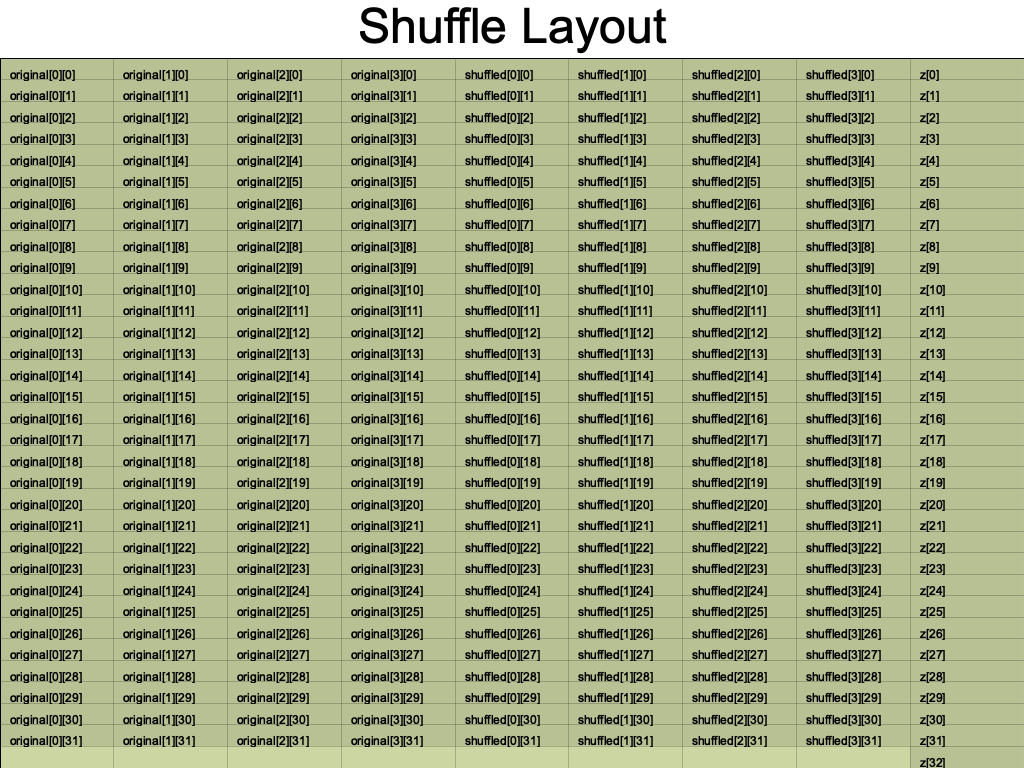 Shuffle Layout
original[0][0] original[1][0] original[2][0] original[3][0] shuffled[0][0] shuffled[1][0] shuffled[2][0] shuffled[3][0] z[0]
original[0][1] original[1][1] original[2][1] original[3][1] shuffled[0][1] shuffled[1][1] shuffled[2][1] shuffled[3][1] z[1]
original[0][2] original[1][2] original[2][2] original[3][2] shuffled[0][2] shuffled[1][2] shuffled[2][2] shuffled[3][2] z[2]
original[0][3] original[1][3] original[2][3] original[3][3] shuffled[0][3] shuffled[1][3] shuffled[2][3] shuffled[3][3] z[3]
original[0][4] original[1][4] original[2][4] original[3][4] shuffled[0][4] shuffled[1][4] shuffled[2][4] shuffled[3][4] z[4]
original[0][5] original[1][5] original[2][5] original[3][5] shuffled[0][5] shuffled[1][5] shuffled[2][5] shuffled[3][5] z[5]
original[0][6] original[1][6] original[2][6] original[3][6] shuffled[0][6] shuffled[1][6] shuffled[2][6] shuffled[3][6] z[6]
original[0][7] original[1][7] original[2][7] original[3][7] shuffled[0][7] shuffled[1][7] shuffled[2][7] shuffled[3][7] z[7]
original[0][8] original[1][8] original[2][8] original[3][8] shuffled[0][8] shuffled[1][8] shuffled[2][8] shuffled[3][8] z[8]
original[0][9] original[1][9] original[2][9] original[3][9] shuffled[0][9] shuffled[1][9] shuffled[2][9] shuffled[3][9] z[9]
original[0][10] original[1][10] original[2][10] original[3][10] shuffled[0][10] shuffled[1][10] shuffled[2][10] shuffled[3][10] z[10]
original[0][11] original[1][11] original[2][11] original[3][11] shuffled[0][11] shuffled[1][11] shuffled[2][11] shuffled[3][11] z[11]
original[0][12] original[1][12] original[2][12] original[3][12] shuffled[0][12] shuffled[1][12] shuffled[2][12] shuffled[3][12] z[12]
original[0][13] original[1][13] original[2][13] original[3][13] shuffled[0][13] shuffled[1][13] shuffled[2][13] shuffled[3][13] z[13]
original[0][14] original[1][14] original[2][14] original[3][14] shuffled[0][14] shuffled[1][14] shuffled[2][14] shuffled[3][14] z[14]
original[0][15] original[1][15] original[2][15] original[3][15] shuffled[0][15] shuffled[1][15] shuffled[2][15] shuffled[3][15] z[15]
original[0][16] original[1][16] original[2][16] original[3][16] shuffled[0][16] shuffled[1][16] shuffled[2][16] shuffled[3][16] z[16]
original[0][17] original[1][17] original[2][17] original[3][17] shuffled[0][17] shuffled[1][17] shuffled[2][17] shuffled[3][17] z[17]
original[0][18] original[1][18] original[2][18] original[3][18] shuffled[0][18] shuffled[1][18] shuffled[2][18] shuffled[3][18] z[18]
original[0][19] original[1][19] original[2][19] original[3][19] shuffled[0][19] shuffled[1][19] shuffled[2][19] shuffled[3][19] z[19]
original[0][20] original[1][20] original[2][20] original[3][20] shuffled[0][20] shuffled[1][20] shuffled[2][20] shuffled[3][20] z[20]
original[0][21] original[1][21] original[2][21] original[3][21] shuffled[0][21] shuffled[1][21] shuffled[2][21] shuffled[3][21] z[21]
original[0][22] original[1][22] original[2][22] original[3][22] shuffled[0][22] shuffled[1][22] shuffled[2][22] shuffled[3][22] z[22]
original[0][23] original[1][23] original[2][23] original[3][23] shuffled[0][23] shuffled[1][23] shuffled[2][23] shuffled[3][23] z[23]
original[0][24] original[1][24] original[2][24] original[3][24] shuffled[0][24] shuffled[1][24] shuffled[2][24] shuffled[3][24] z[24]
original[0][25] original[1][25] original[2][25] original[3][25] shuffled[0][25] shuffled[1][25] shuffled[2][25] shuffled[3][25] z[25]
original[0][26] original[1][26] original[2][26] original[3][26] shuffled[0][26] shuffled[1][26] shuffled[2][26] shuffled[3][26] z[26]
original[0][27] original[1][27] original[2][27] original[3][27] shuffled[0][27] shuffled[1][27] shuffled[2][27] shuffled[3][27] z[27]
original[0][28] original[1][28] original[2][28] original[3][28] shuffled[0][28] shuffled[1][28] shuffled[2][28] shuffled[3][28] z[28]
original[0][29] original[1][29] original[2][29] original[3][29] shuffled[0][29] shuffled[1][29] shuffled[2][29] shuffled[3][29] z[29]
original[0][30] original[1][30] original[2][30] original[3][30] shuffled[0][30] shuffled[1][30] shuffled[2][30] shuffled[3][30] z[30]
original[0][31] original[1][31] original[2][31] original[3][31] shuffled[0][31] shuffled[1][31] shuffled[2][31] shuffled[3][31] z[31]
z[32]